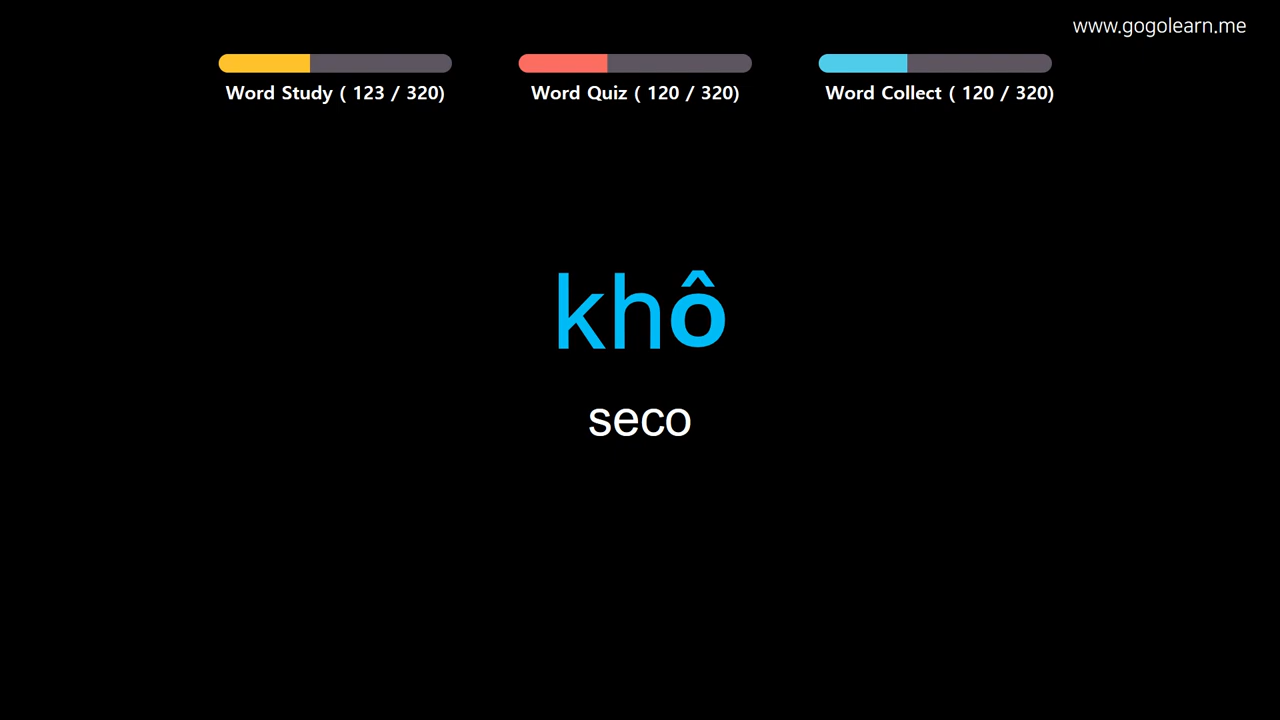 www.gogolearn.me
Word Study ( 123 / 320)
Word Quiz ( 120 / 320)
Word Collect ( 120 / 320)
khô
seco